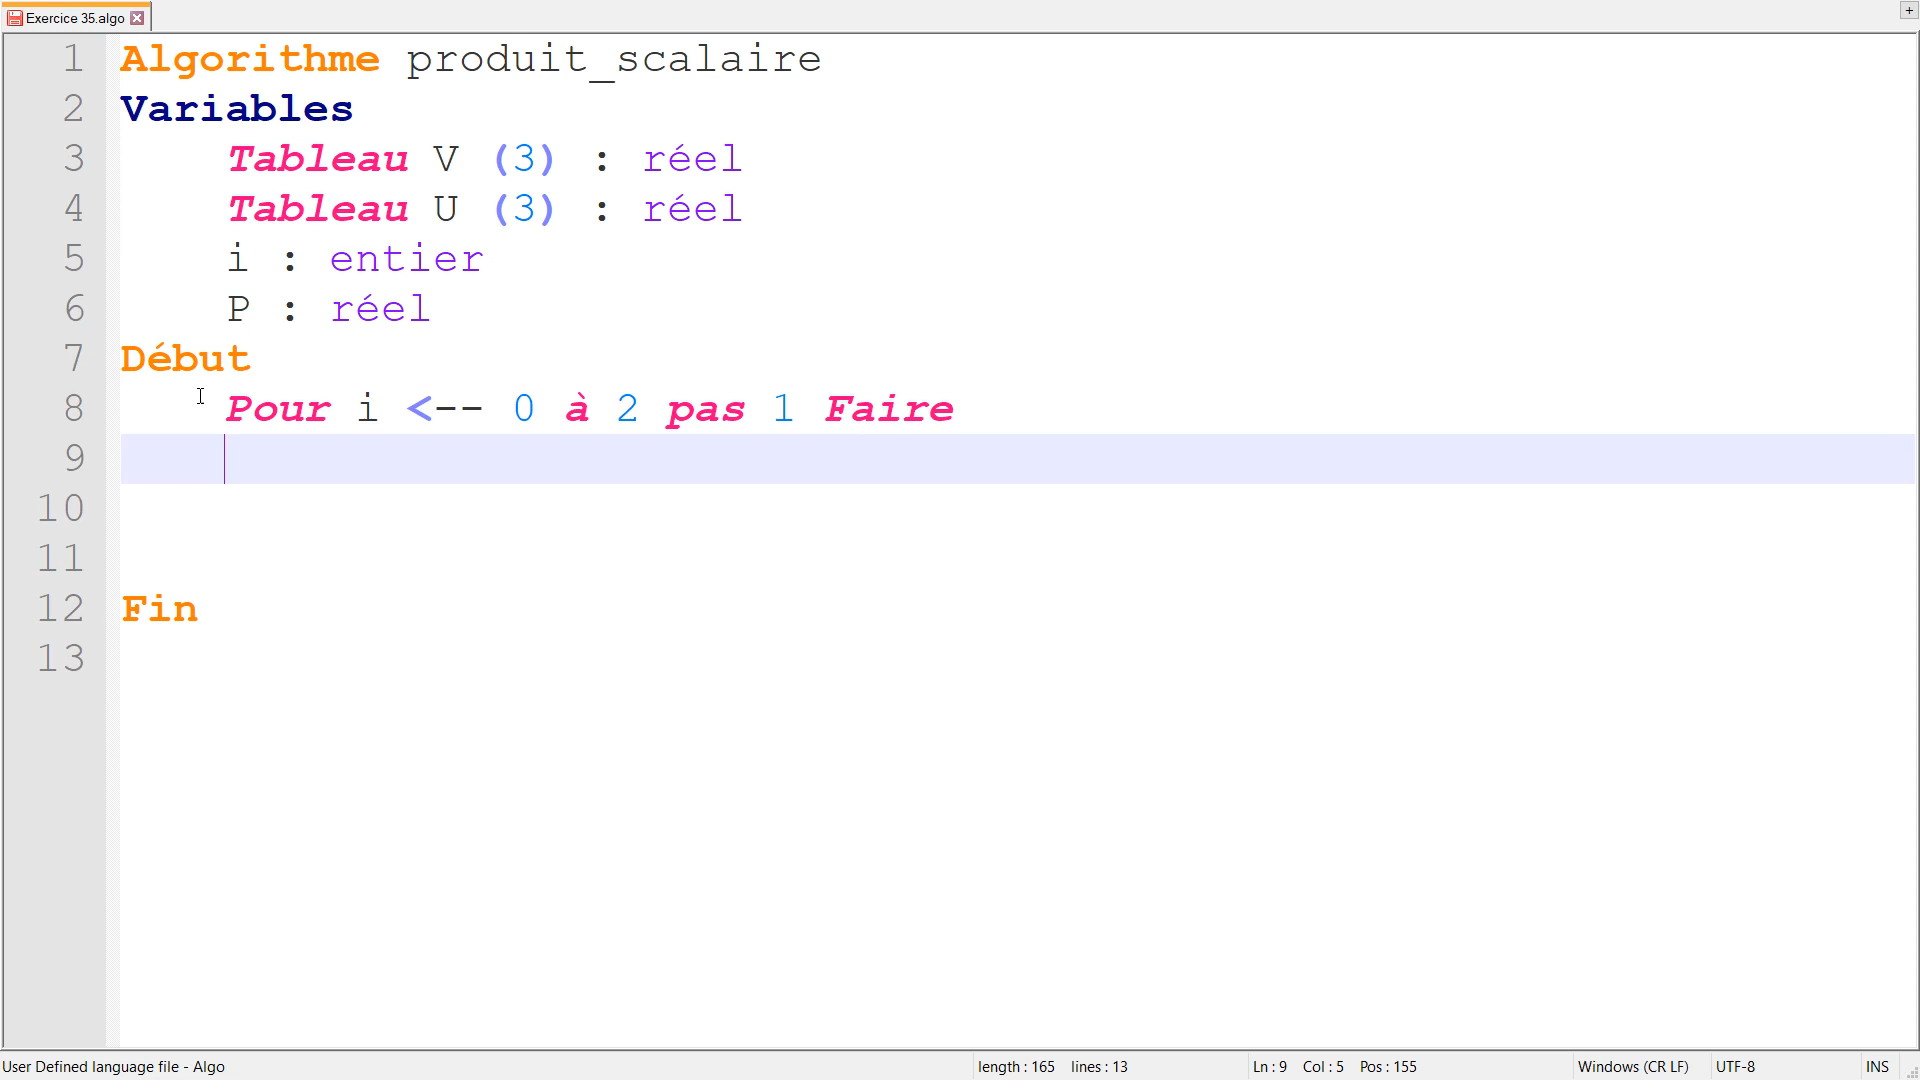 Exercice 35.algo
+
1 Algorithme produit_scalaire
2 Variables
3 Tableau V (3) : réel
4 Tableau U (3) : réel
5 i : entier
6 P : réel
7 Début
8 Pour i <-- 0 à 2 pas 1 Faire
9
10
11
12 Fin
13
User Defined language file - Algo length : 165 lines : 13 Ln : 9 Col : 5 Pos : 155 Windows (CR LF) UTF-8 INS